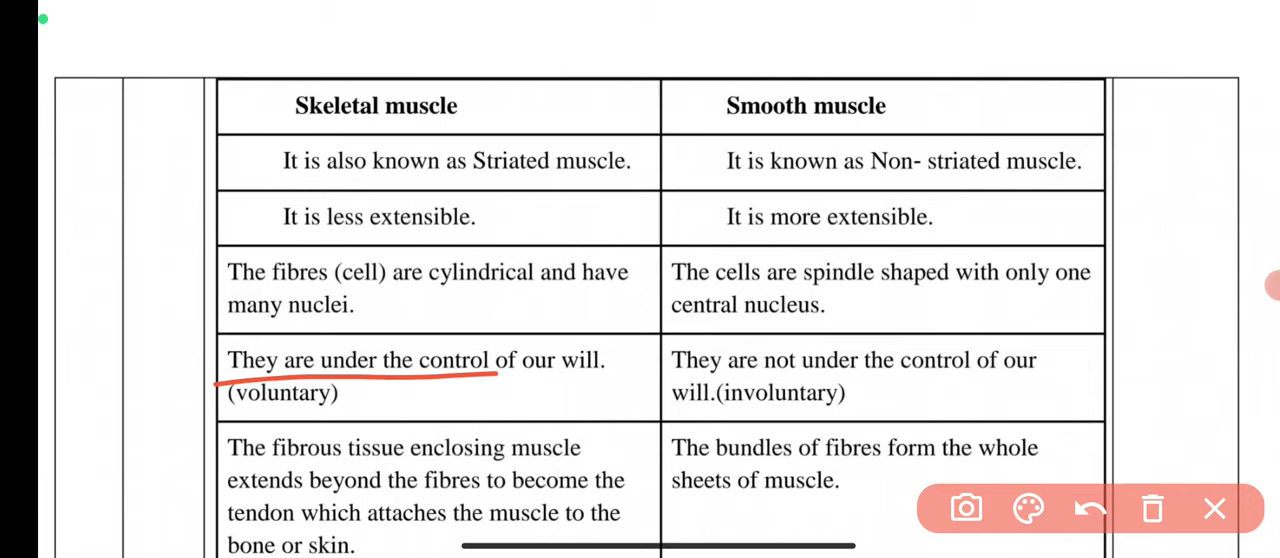 Skeletal muscle
Smooth muscle
It is also known as Striated muscle.
It is known as Non- striated muscle.
It is less extensible.
It is more extensible.
The fibres (cell) are cylindrical and have
many nuclei.
The cells are spindle shaped with only one
central nucleus.
They are under the control of our will.
(voluntary)
They are not under the control of our
will.(involuntary)
The fibrous tissue enclosing muscle
extends beyond the fibres to become the
tendon which attaches the muscle to the
bone or skin.
The bundles of fibres form the whole
sheets of muscle.